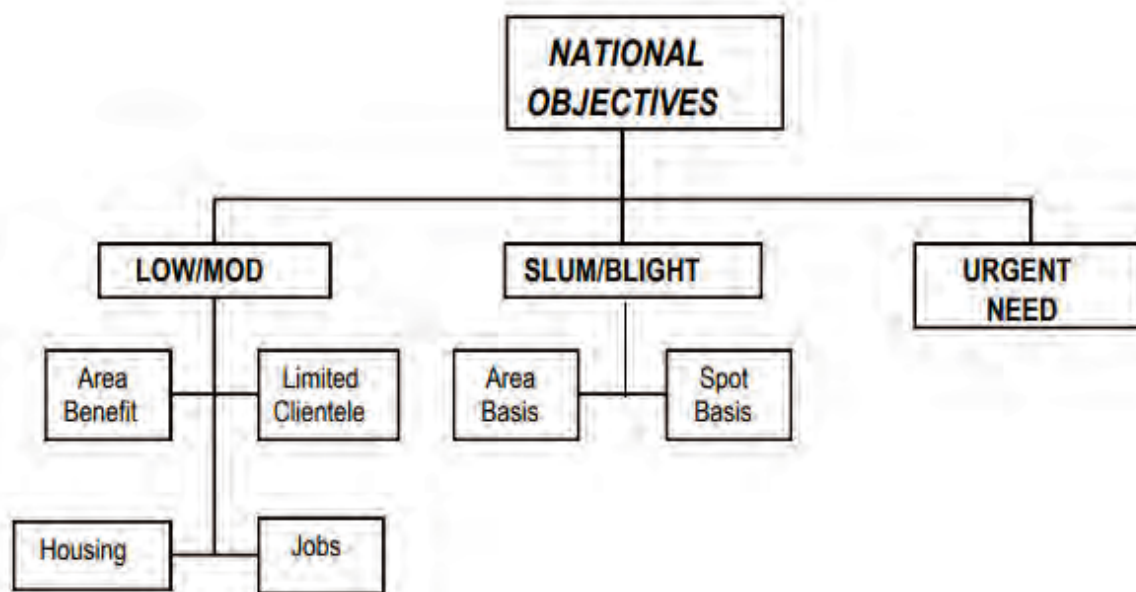 NATIONAL
OBJECTIVES
LOW/MOD
SLUM/BLIGHT
URGENT
NEED
Area
Benefit
Limited
Clientele
Area
Basis
Spot
Basis
Housing
Jobs